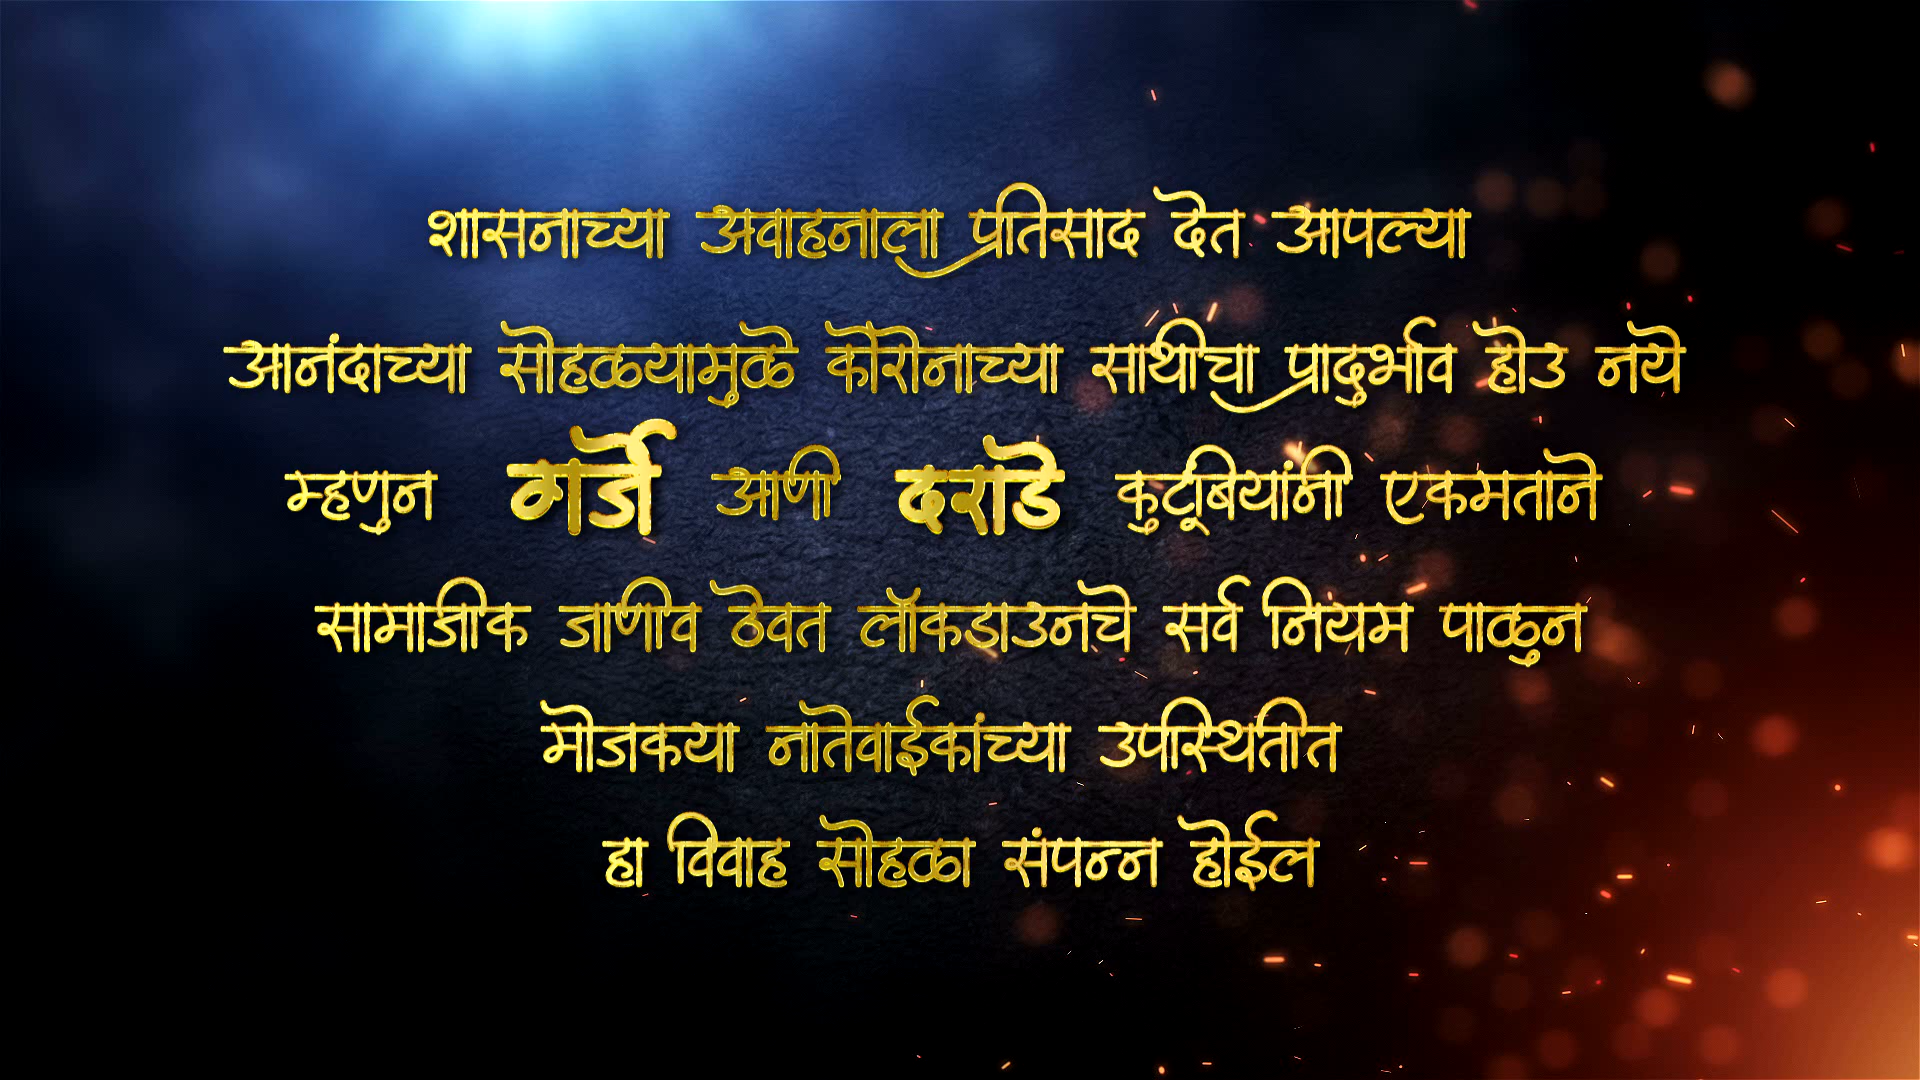 शासनाच्या अवाहनाला प्रतिसाद देत आपल्या
आनंदाच्या सोहळयामुळे कोरोनाच्या साथीचा प्रादुर्भाव होउ नये
म्हणुन गर्जे आणी दराडे कुटूंबियांनी एकमताने
सामाजीक जाणीव ठेवत लॉकडाउनचे सर्व नियम पाळुन
मोजकया नातेवाईकांच्या उपस्थितीत
हा विवाह सोहळा संपन्न होईल